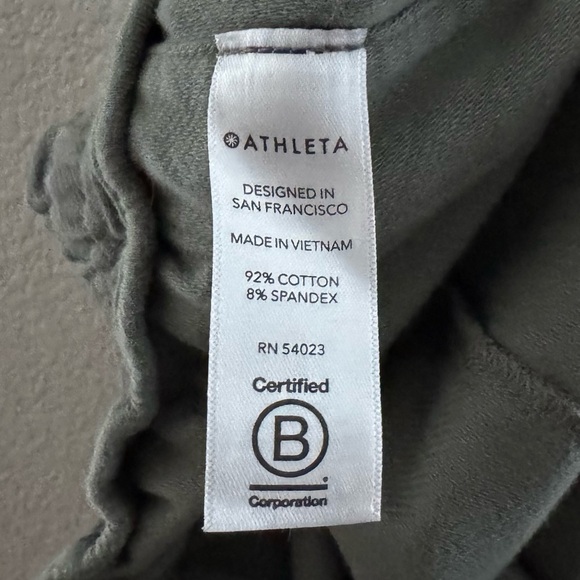 ATHLETA
DESIGNED IN
SAN FRANCISCO
MADE IN VIETNAM
92% COTTON
8% SPANDEX
RN 54023
Certified
B
Corporation